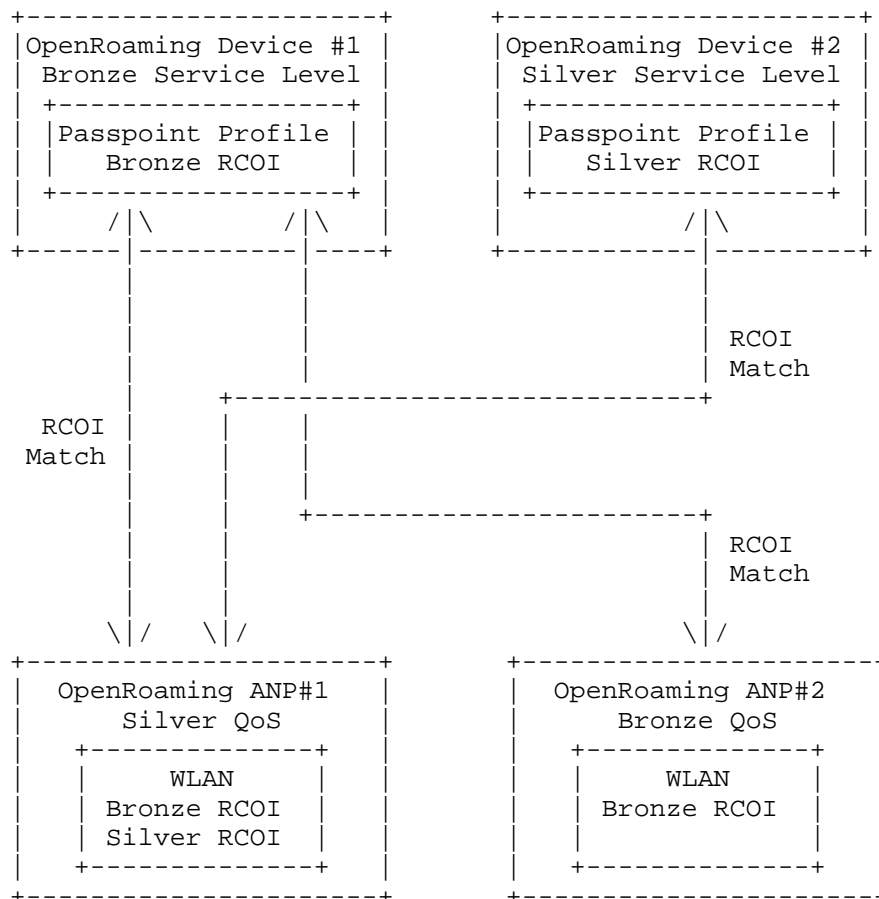 OpenRoaming Device #1
Bronze Service Level
Passpoint Profile
Bronze RCOI
OpenRoaming Device #2
Silver Service Level
Passpoint Profile
Silver RCOI
RCOI
Match
RCOI
Match
RCOI
Match
OpenRoaming ANP#1
Silver QoS
WLAN
Bronze RCOI
Silver RCOI
OpenRoaming ANP#2
Bronze QoS
WLAN
Bronze RCOI